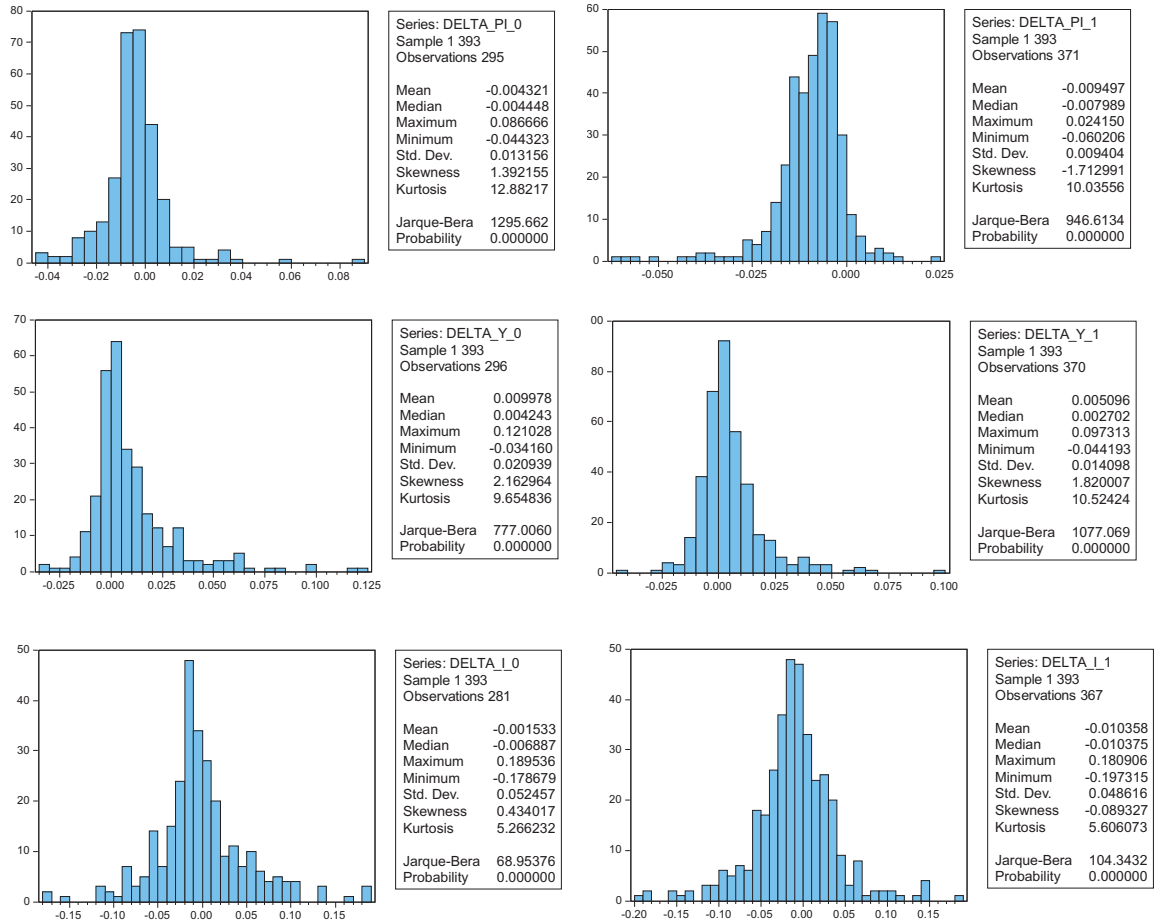 80
70
60
50
40
30
20
10
0
-0.04 -0.02 0.00 0.02 0.04 0.06 0.08
Series: DELTA_PI_0
Sample 1 393
Observations 295
Mean -0.004321
Median -0.004448
Maximum 0.086666
Minimum -0.044323
Std. Dev. 0.013156
Skewness 1.392155
Kurtosis 12.88217
Jarque-Bera 1295.662
Probability 0.000000
60
50
40
30
20
10
0
-0.050 -0.025 0.000 0.025
Series: DELTA_PI_1
Sample 1 393
Observations 371
Mean -0.009497
Median -0.007989
Maximum 0.024150
Minimum -0.060206
Std. Dev. 0.009404
Skewness -1.712991
Kurtosis 10.03556
Jarque-Bera 946.6134
Probability 0.000000
70
60
50
40
30
20
10
0
-0.025 0.000 0.025 0.050 0.075 0.100 0.125
Series: DELTA_Y_0
Sample 1 393
Observations 296
Mean 0.009978
Median 0.004243
Maximum 0.121028
Minimum -0.034160
Std. Dev. 0.020939
Skewness 2.162964
Kurtosis 9.654836
Jarque-Bera 777.0060
Probability 0.000000
00
80
60
40
20
0
-0.025 0.000 0.025 0.050 0.075 0.100
Series: DELTA_Y_1
Sample 1 393
Observations 370
Mean 0.005096
Median 0.002702
Maximum 0.097313
Minimum -0.044193
Std. Dev. 0.014098
Skewness 1.820007
Kurtosis 10.52424
Jarque-Bera 1077.069
Probability 0.000000
50
40
30
20
10
0
-0.15 -0.10 -0.05 0.00 0.05 0.10 0.15
Series: DELTA_I_0
Sample 1 393
Observations 281
Mean -0.001533
Median -0.006887
Maximum 0.189536
Minimum -0.178679
Std. Dev. 0.052457
Skewness 0.434017
Kurtosis 5.266232
Jarque-Bera 68.95376
Probability 0.000000
50
40
30
20
10
0
-0.20 -0.15 -0.10 -0.05 0.00 0.05 0.10 0.15
Series: DELTA_I_1
Sample 1 393
Observations 367
Mean -0.010358
Median -0.010375
Maximum 0.180906
Minimum -0.197315
Std. Dev. 0.048616
Skewness -0.089327
Kurtosis 5.606073
Jarque-Bera 104.3432
Probability 0.000000